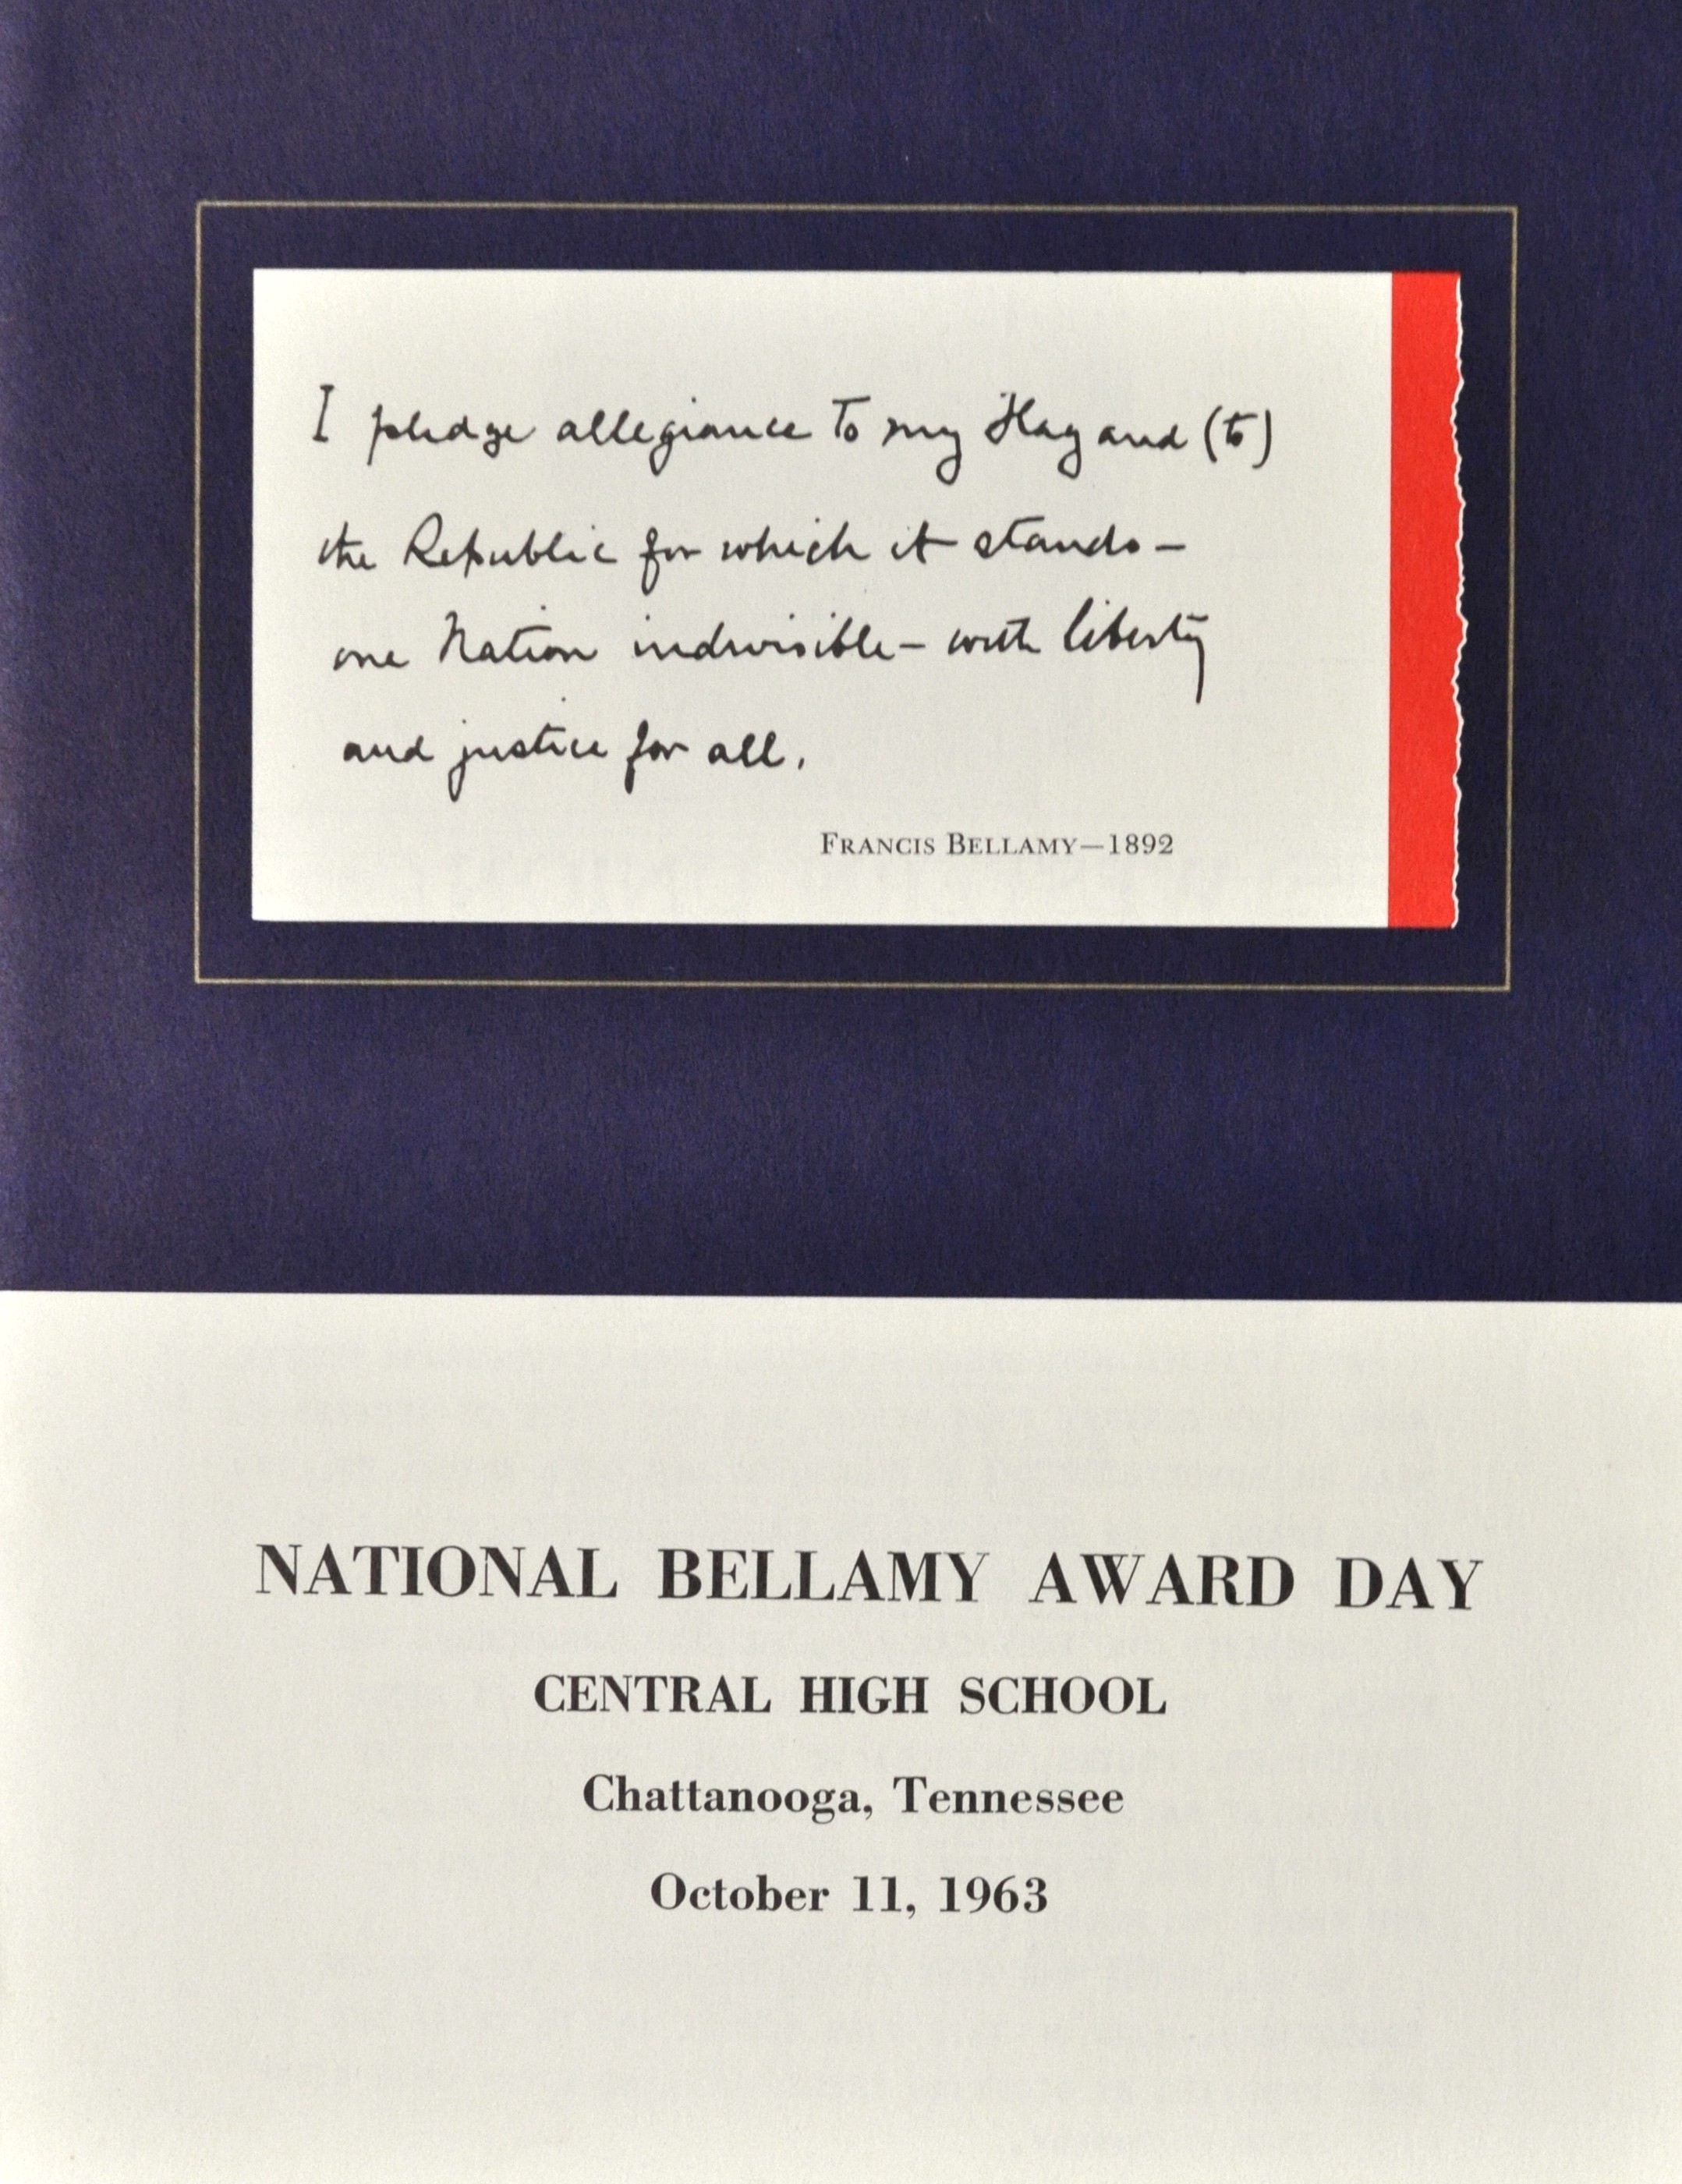 I pledge allegiance to my Flag and (to)
the Republic for which it stands —
one Nation indivisible — with liberty
and justice for all.
FRANCIS BELLAMY—1892
NATIONAL BELLAMY AWARD DAY
CENTRAL HIGH SCHOOL
Chattanooga, Tennessee
October 11, 1963